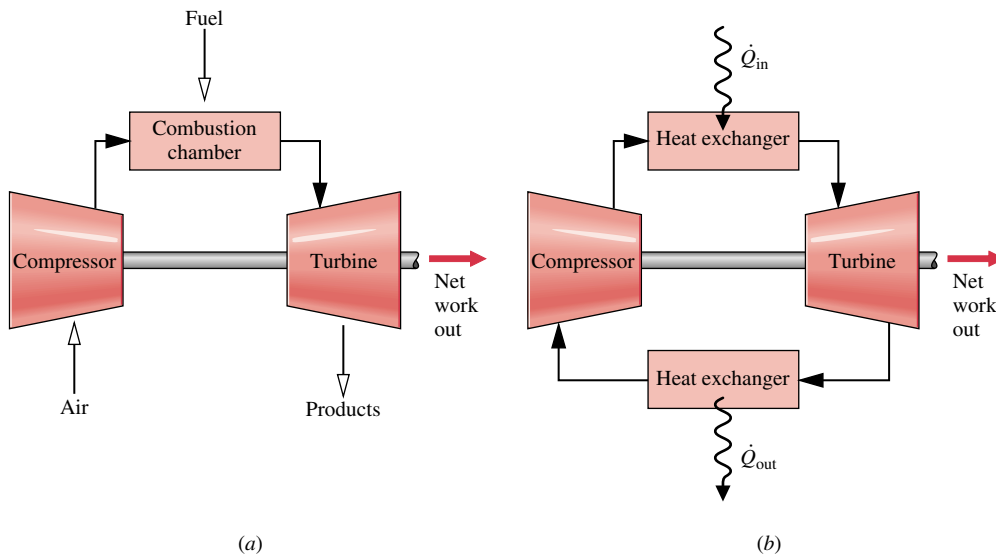 Fuel
Combustion
chamber
Compressor
Turbine
Net
work
out
Air
Products
(a)
Q̇in
Heat exchanger
Compressor
Turbine
Net
work
out
Heat exchanger
Q̇out
(b)